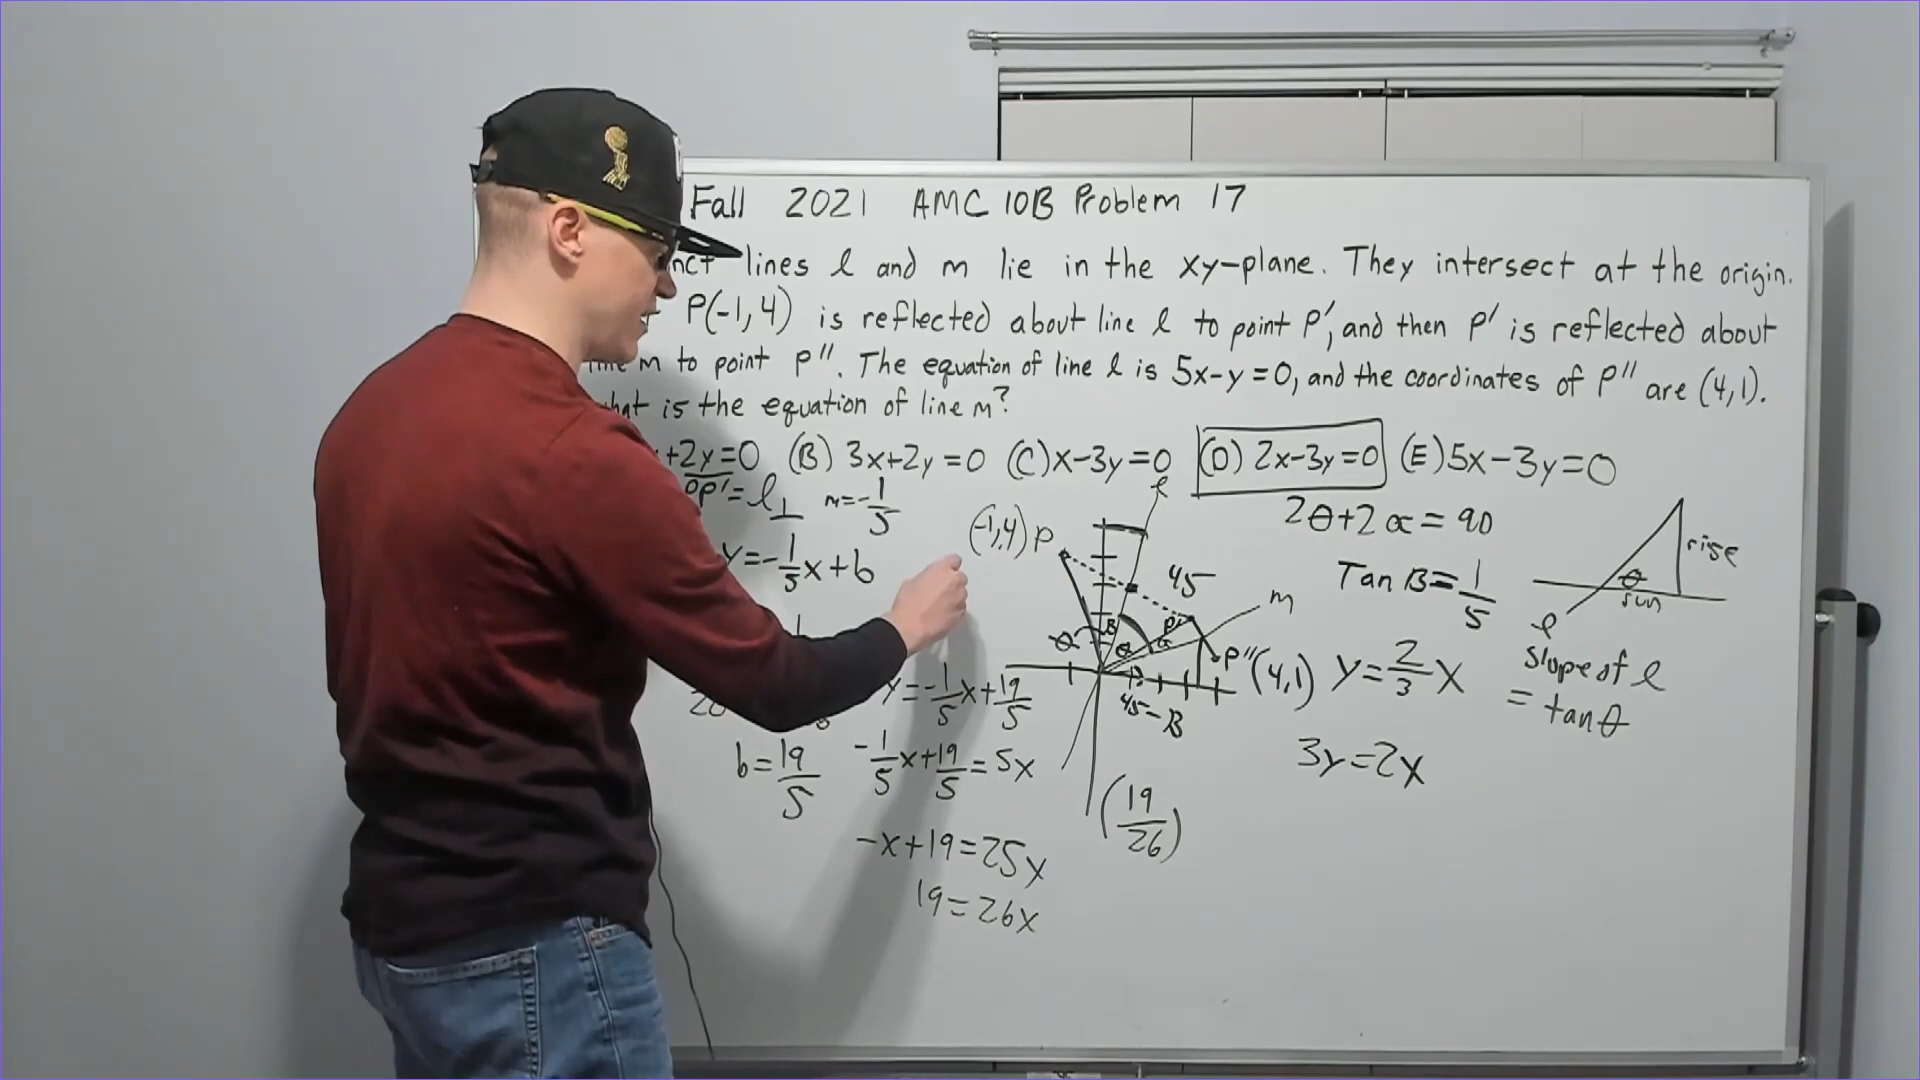 Fall 2021 AMC 10B Problem 17
lines l and m lie in the xy-plane. They intersect at the origin.
P(-1,4) is reflected about line l to point P', and then P' is reflected about
m to point P''. The equation of line l is 5x-y=0, and the coordinates of P'' are (4,1).
is the equation of line m?
+2y=0 (B) 3x+2y=0 (C) x-3y=0 (D) 2x-3y=0 (E) 5x-3y=0
m=-1/5
y=-1/5x+b
y=-1/5x+19/5
b=19/5
-1/5x+19/5=5x
-x+19=25x
19=26x
l
(-1,4) P
45
m
B
θ
θ
α
P'
P'' (4,1)
45-B
(19/26)
2θ+2α=90
Tan B=1/5
y=2/3x
3y=2x
rise
θ
run
l
slope of l
= tanθ